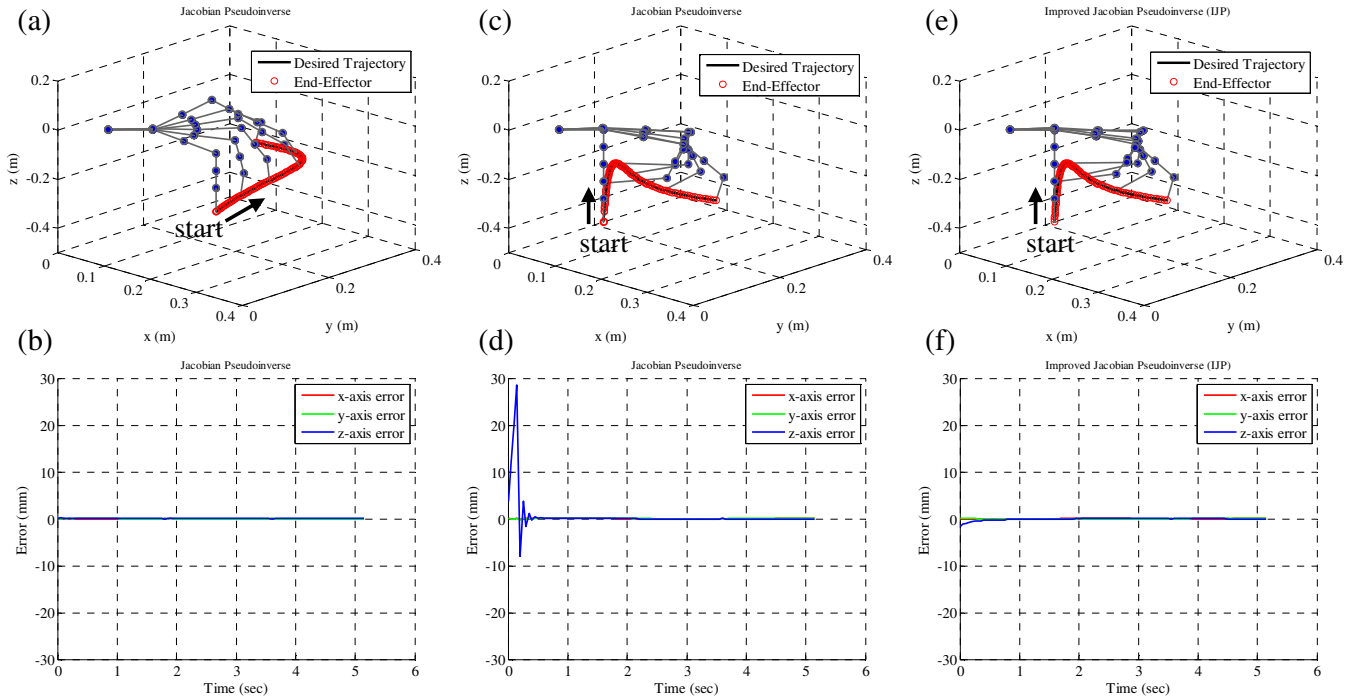 (a)
Jacobian Pseudoinverse
Desired Trajectory
End-Effector
0.2
0
-0.2
-0.4
z (m)
start
0
0.1
0.2
0.3
0.4
x (m)
0
0.2
0.4
y (m)
(c)
Jacobian Pseudoinverse
Desired Trajectory
End-Effector
0.2
0
-0.2
-0.4
z (m)
start
0
0.1
0.2
0.3
0.4
x (m)
0
0.2
0.4
y (m)
(e)
Improved Jacobian Pseudoinverse (IJP)
Desired Trajectory
End-Effector
0.2
0
-0.2
-0.4
z (m)
start
0
0.1
0.2
0.3
0.4
x (m)
0
0.2
0.4
y (m)
(b)
Jacobian Pseudoinverse
x-axis error
y-axis error
z-axis error
30
20
10
0
-10
-20
-30
Error (mm)
0 1 2 3 4 5 6
Time (sec)
(d)
Jacobian Pseudoinverse
x-axis error
y-axis error
z-axis error
30
20
10
0
-10
-20
-30
Error (mm)
0 1 2 3 4 5 6
Time (sec)
(f)
Improved Jacobian Pseudoinverse (IJP)
x-axis error
y-axis error
z-axis error
30
20
10
0
-10
-20
-30
Error (mm)
0 1 2 3 4 5 6
Time (sec)